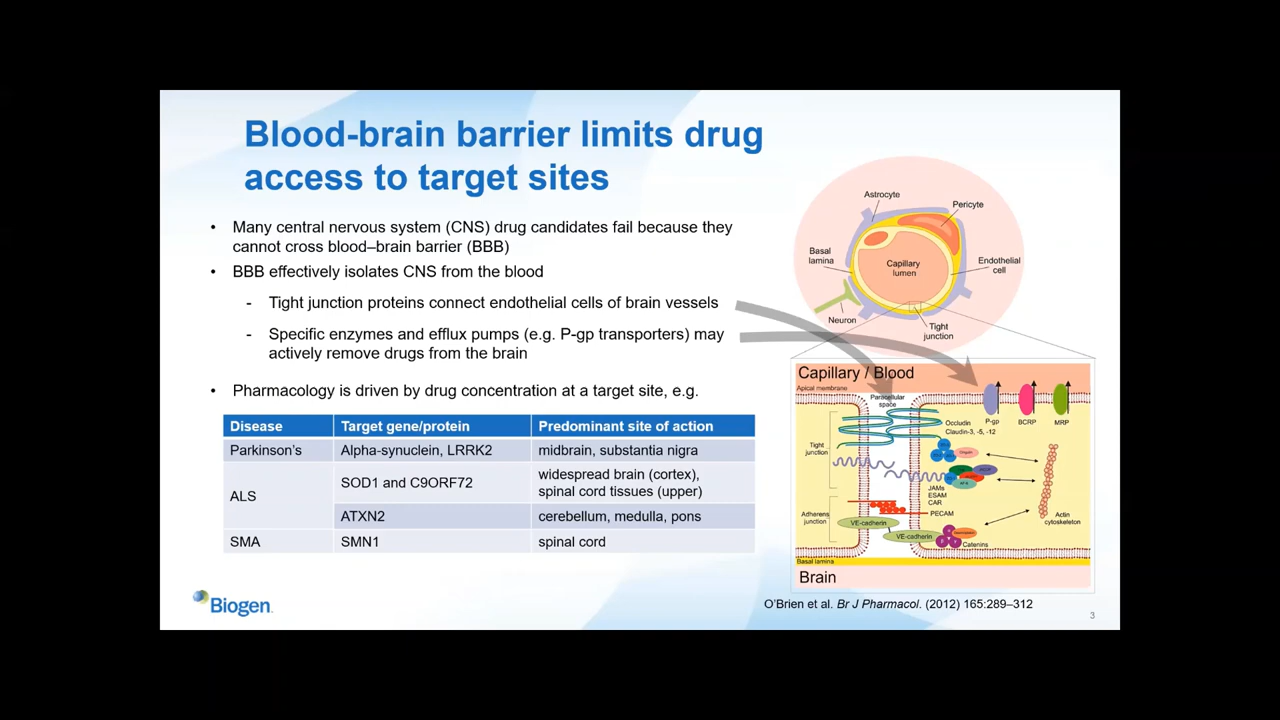 Blood-brain barrier limits drug
access to target sites
• Many central nervous system (CNS) drug candidates fail because they
cannot cross blood–brain barrier (BBB)
• BBB effectively isolates CNS from the blood
- Tight junction proteins connect endothelial cells of brain vessels
- Specific enzymes and efflux pumps (e.g. P-gp transporters) may
actively remove drugs from the brain
• Pharmacology is driven by drug concentration at a target site, e.g.
Disease Target gene/protein Predominant site of action
Parkinson's Alpha-synuclein, LRRK2 midbrain, substantia nigra
ALS SOD1 and C9ORF72 widespread brain (cortex),
spinal cord tissues (upper)
ATXN2 cerebellum, medulla, pons
SMA SMN1 spinal cord
Astrocyte
Pericyte
Basal
lamina
Capillary
lumen
Endothelial
cell
Neuron
Tight
junction
Capillary / Blood
Apical membrane
Paracellular
space
P-gp
BCRP
MRP
Occludin
Claudin-3, -5, -12
Tight
junction
JAMs
ESAM
CAR
Adherens
junction
PECAM
Actin
cytoskeleton
VE-cadherin
VE-cadherin
Catenins
Basal lamina
Brain
Biogen
O'Brien et al. Br J Pharmacol. (2012) 165:289–312
3